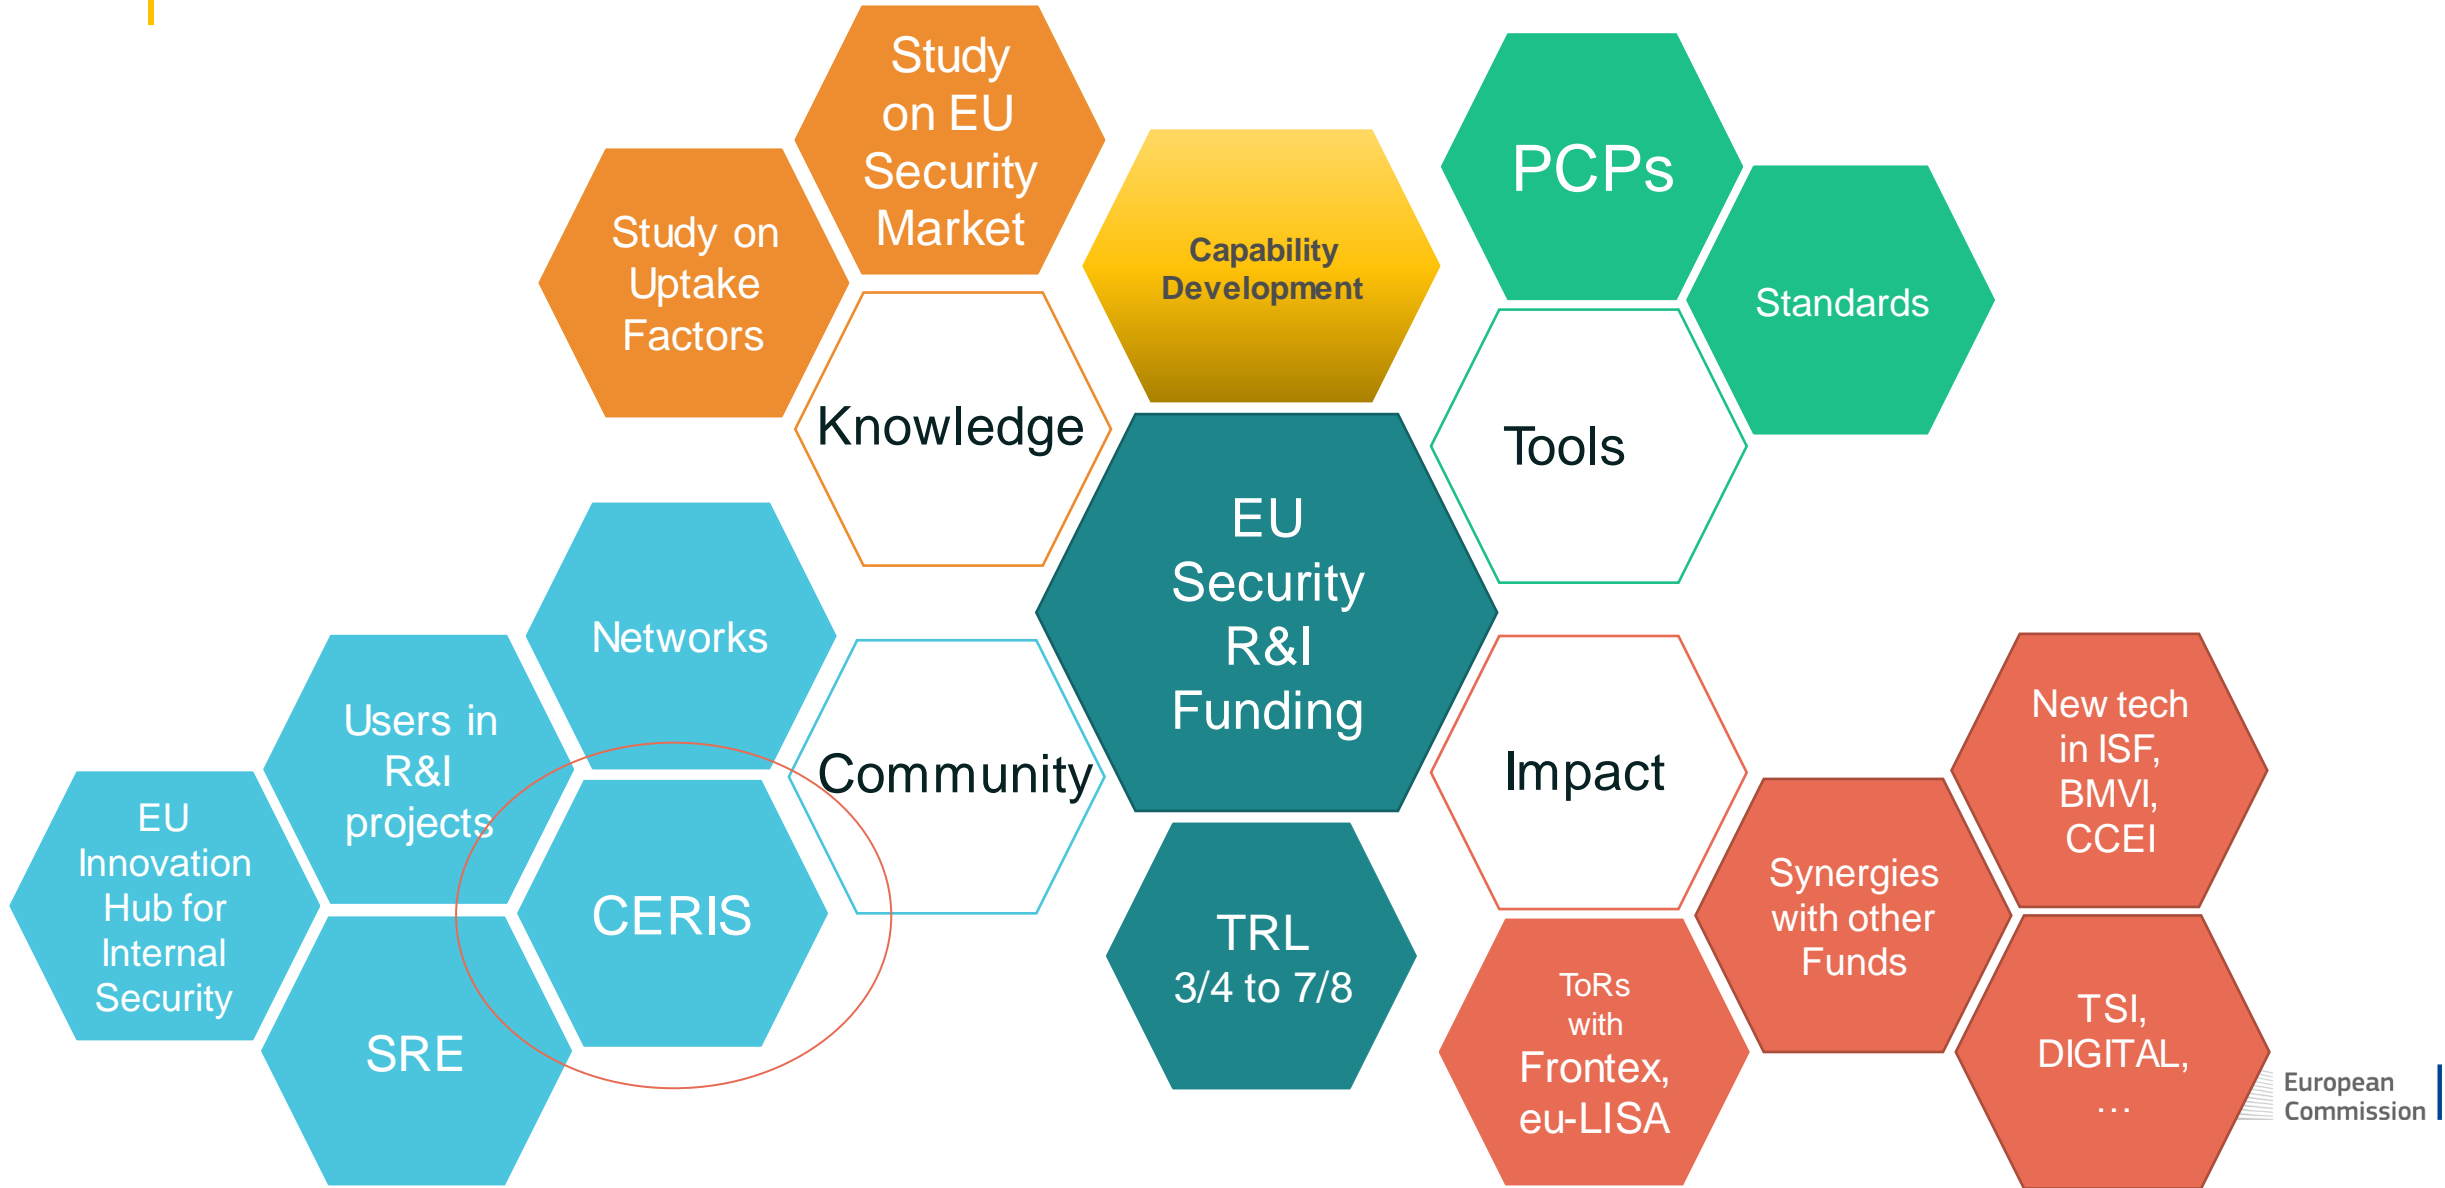 Study
on EU
Security
Market
Study on
Uptake
Factors
Capability
Development
PCPs
Standards
Knowledge
Tools
EU
Security
R&I
Funding
Networks
Users in
R&I
projects
Community
Impact
EU
Innovation
Hub for
Internal
Security
CERIS
SRE
TRL
3/4 to 7/8
New tech
in ISF,
BMVI,
CCEI
Synergies
with other
Funds
ToRs
with
Frontex,
eu-LISA
TSI,
DIGITAL,
...
European
Commission